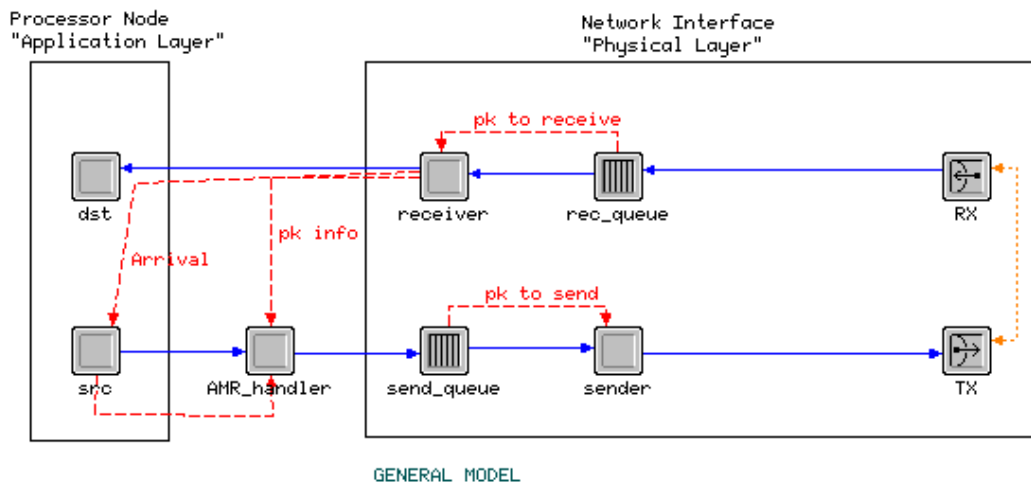 Processor Node
"Application Layer"
Network Interface
"Physical Layer"
pk to receive
dst
receiver
rec_queue
RX
pk info
Arrival
pk to send
src
AMR_handler
send_queue
sender
TX
GENERAL MODEL